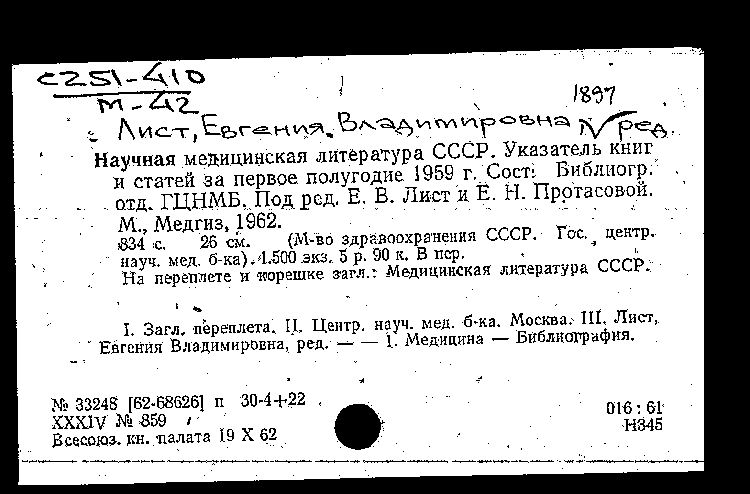 С251-410
М-42
1897
Лист, Евгения Владимировна, ред.
Научная медицинская литература СССР. Указатель книг
и статей за первое полугодие 1959 г. Сост: Библиогр.
отд. ГЦНМБ. Под ред. Е. В. Лист и Е. Н. Протасовой.
М., Медгиз, 1962.
834 с. 26 см. (М-во здравоохранения СССР. Гос. центр.
науч. мед. б-ка). 1.500 экз. 5 р. 90 к. В пер.
На переплете и корешке загл.: Медицинская литература СССР.
I. Загл. переплета. II. Центр. науч. мед. б-ка. Москва. III. Лист,
Евгения Владимировна, ред. — — 1. Медицина — Библиография.
№ 33248 [62-68626] п 30-4+22
XXXIV № 859
Всесоюз. кн. палата 19 X 62
016 : 61
Н345